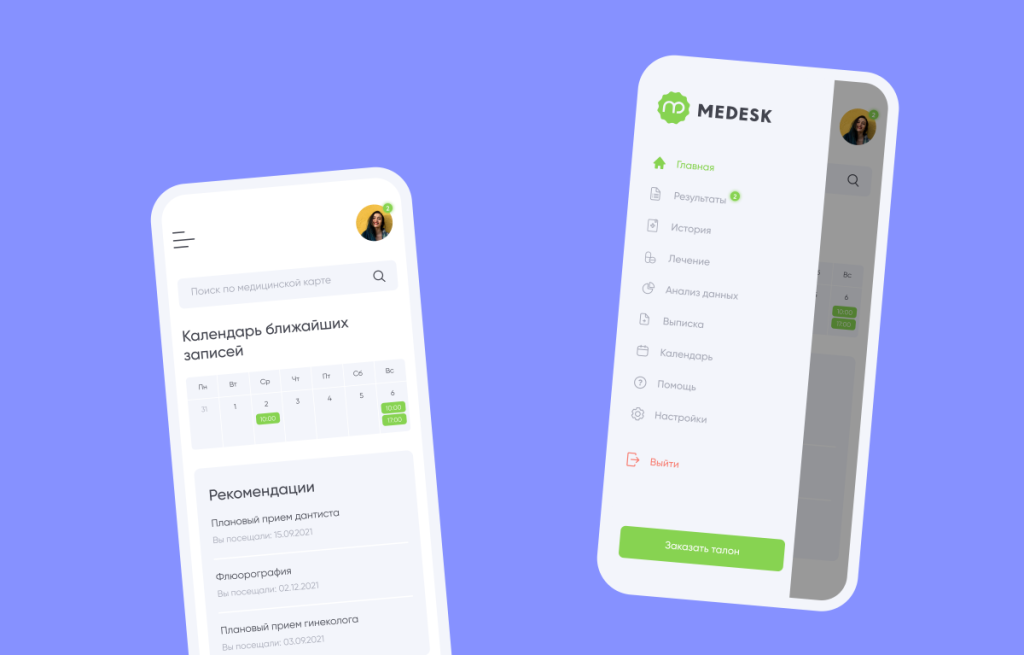 2
Поиск по медицинской карте
Календарь ближайших
записей
Пн Вт Ср Чт Пт Сб Вс
31 1 2 3 4 5 6
10:00 10:00
17:00
Рекомендации
Плановый прием дантиста
Вы посещали: 15.09.2021
Флюорография
Вы посещали: 02.12.2021
Плановый прием гинеколога
Вы посещали: 03.09.2021
MEDESK
2
Главная
Результаты 2
История
Лечение
Анализ данных
Выписка
Календарь
Помощь
Настройки
Выйти
Заказать талон
Вс
6
10:00
17:00